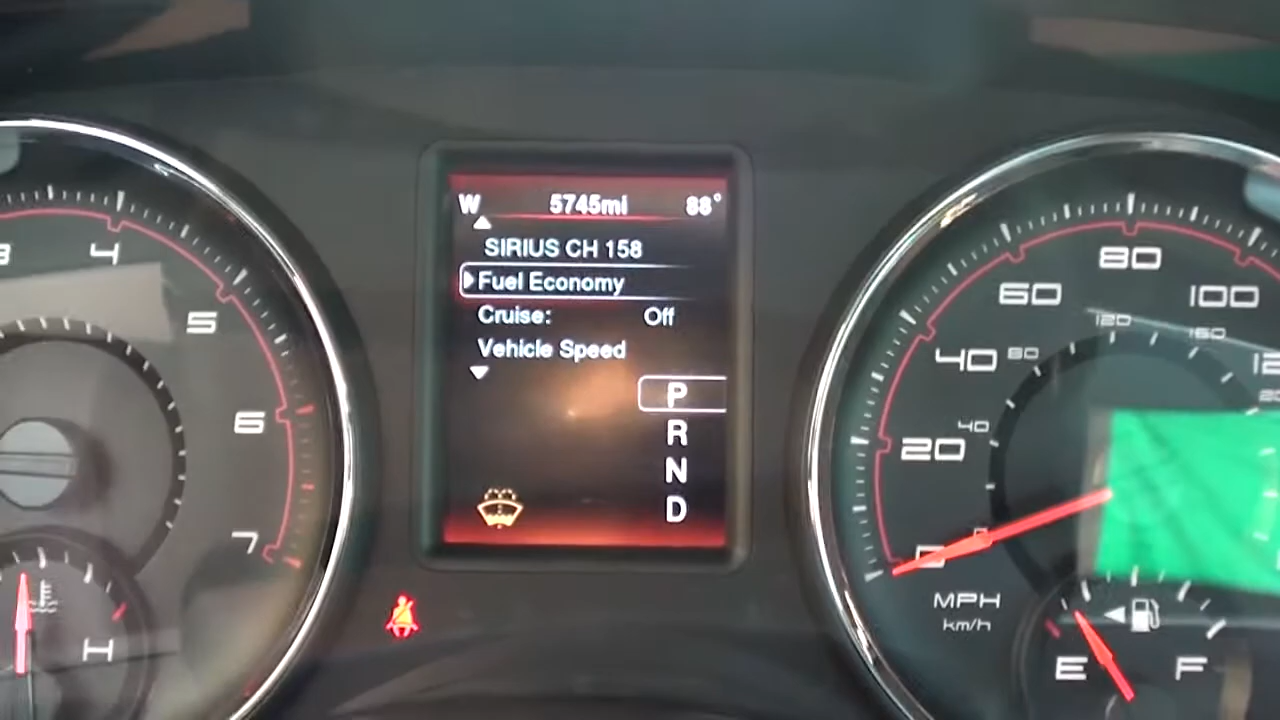 W 5745mi 88°
SIRIUS CH 158
Fuel Economy
Cruise: Off
Vehicle Speed
P
R
N
D
4
5
6
7
H
0
20
40
60
80
100
40
80
120
160
MPH
km/h
E F